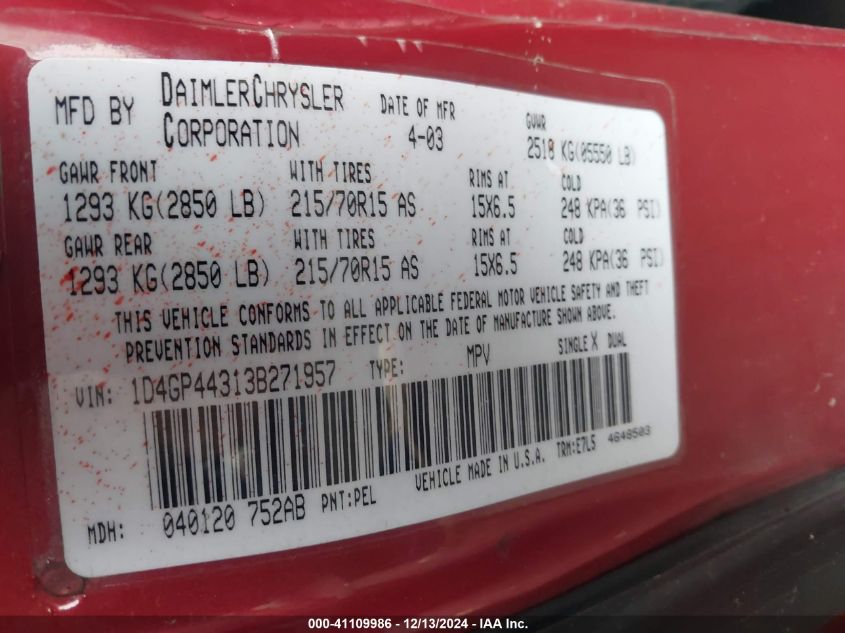 MFD BY DAIMLERCHRYSLER CORPORATION DATE OF MFR 4-03 GVWR 2518 KG(05550 LB)
GAWR FRONT WITH TIRES RIMS AT COLD
1293 KG(2850 LB) 215/70R15 AS 15X6.5 248 KPA(36 PSI)
GAWR REAR WITH TIRES RIMS AT COLD
1293 KG(2850 LB) 215/70R15 AS 15X6.5 248 KPA(36 PSI)
THIS VEHICLE CONFORMS TO ALL APPLICABLE FEDERAL MOTOR VEHICLE SAFETY AND THEFT
PREVENTION STANDARDS IN EFFECT ON THE DATE OF MANUFACTURE SHOWN ABOVE.
VIN: 1D4GP44313B271957 TYPE: MPV SINGLE X DUAL
MDH: 040120 752AB PNT:PEL VEHICLE MADE IN U.S.A. TRM:E7L5 4648503
000-41109986 - 12/13/2024 - IAA Inc.